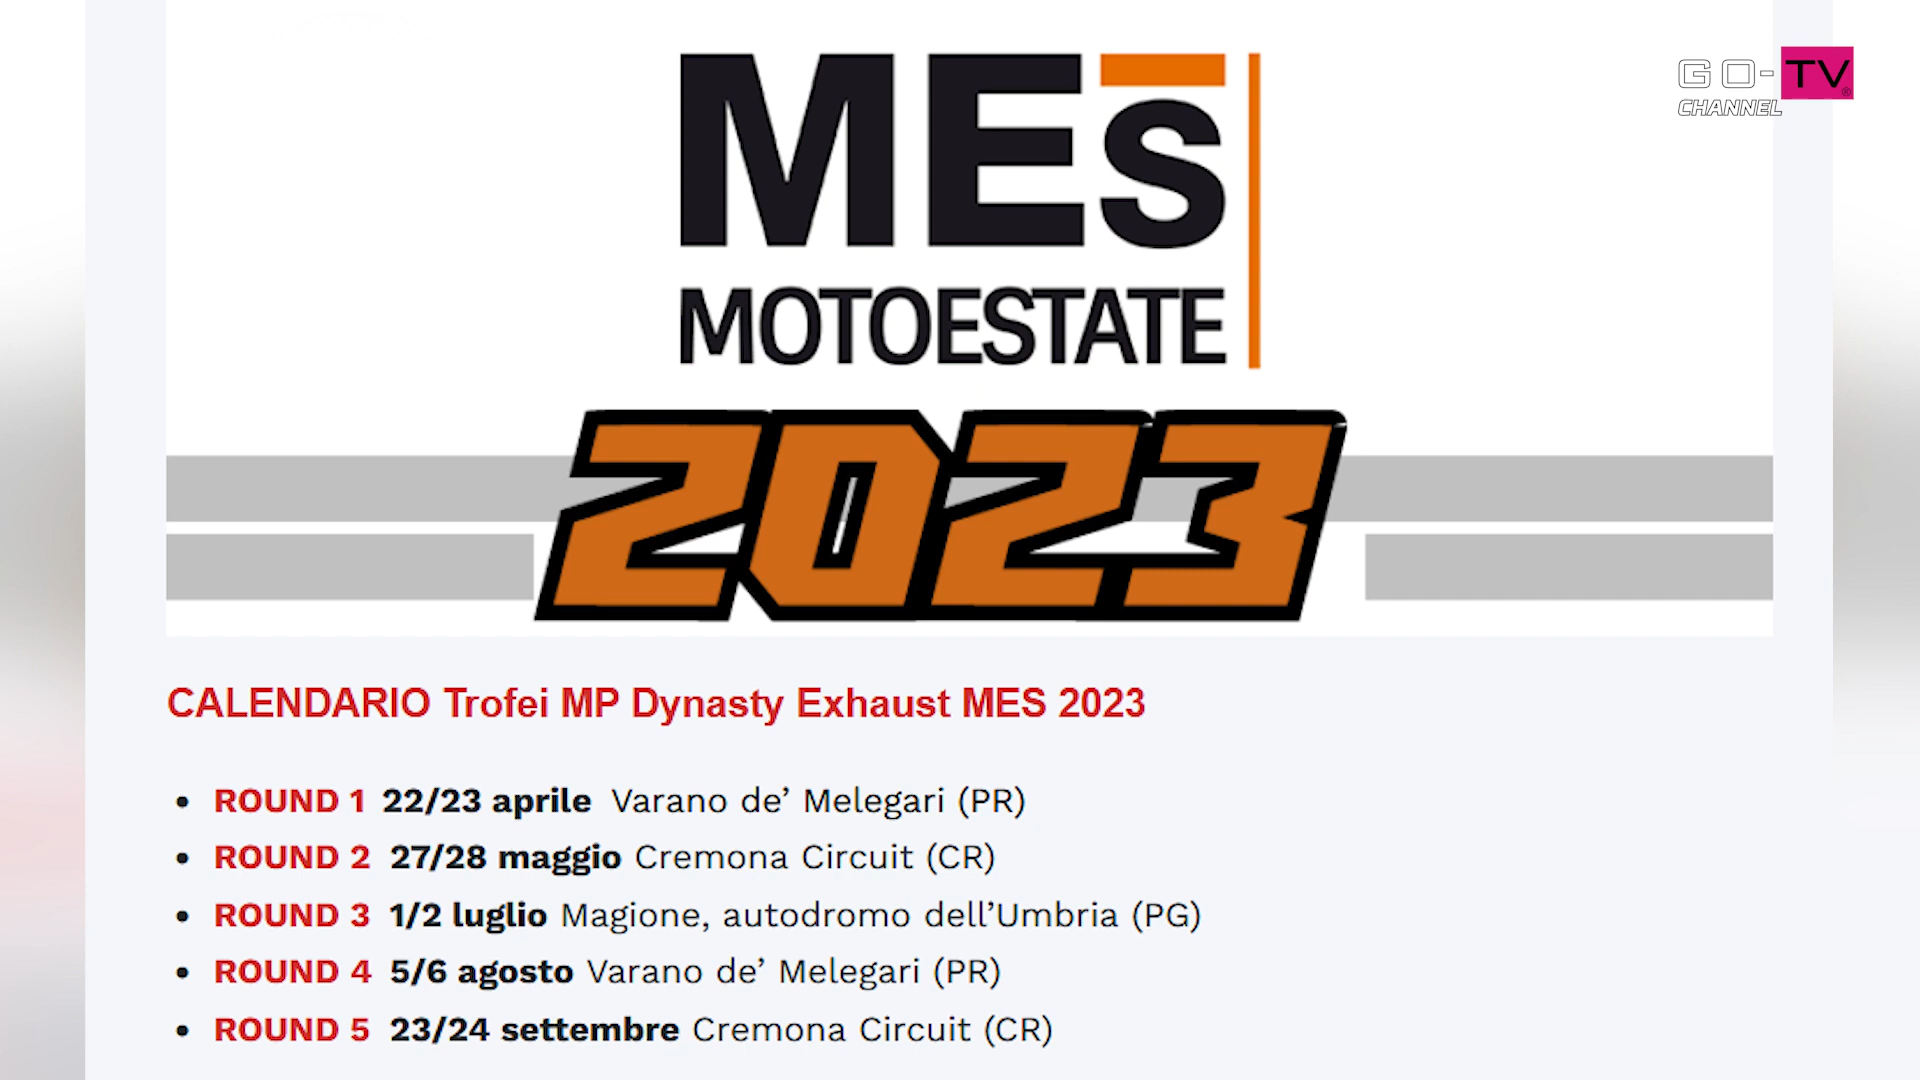 MEs
MOTOESTATE
GO-TV®
CHANNEL
2023
CALENDARIO Trofei MP Dynasty Exhaust MES 2023
• ROUND 1 22/23 aprile Varano de’ Melegari (PR)
• ROUND 2 27/28 maggio Cremona Circuit (CR)
• ROUND 3 1/2 luglio Magione, autodromo dell’Umbria (PG)
• ROUND 4 5/6 agosto Varano de’ Melegari (PR)
• ROUND 5 23/24 settembre Cremona Circuit (CR)